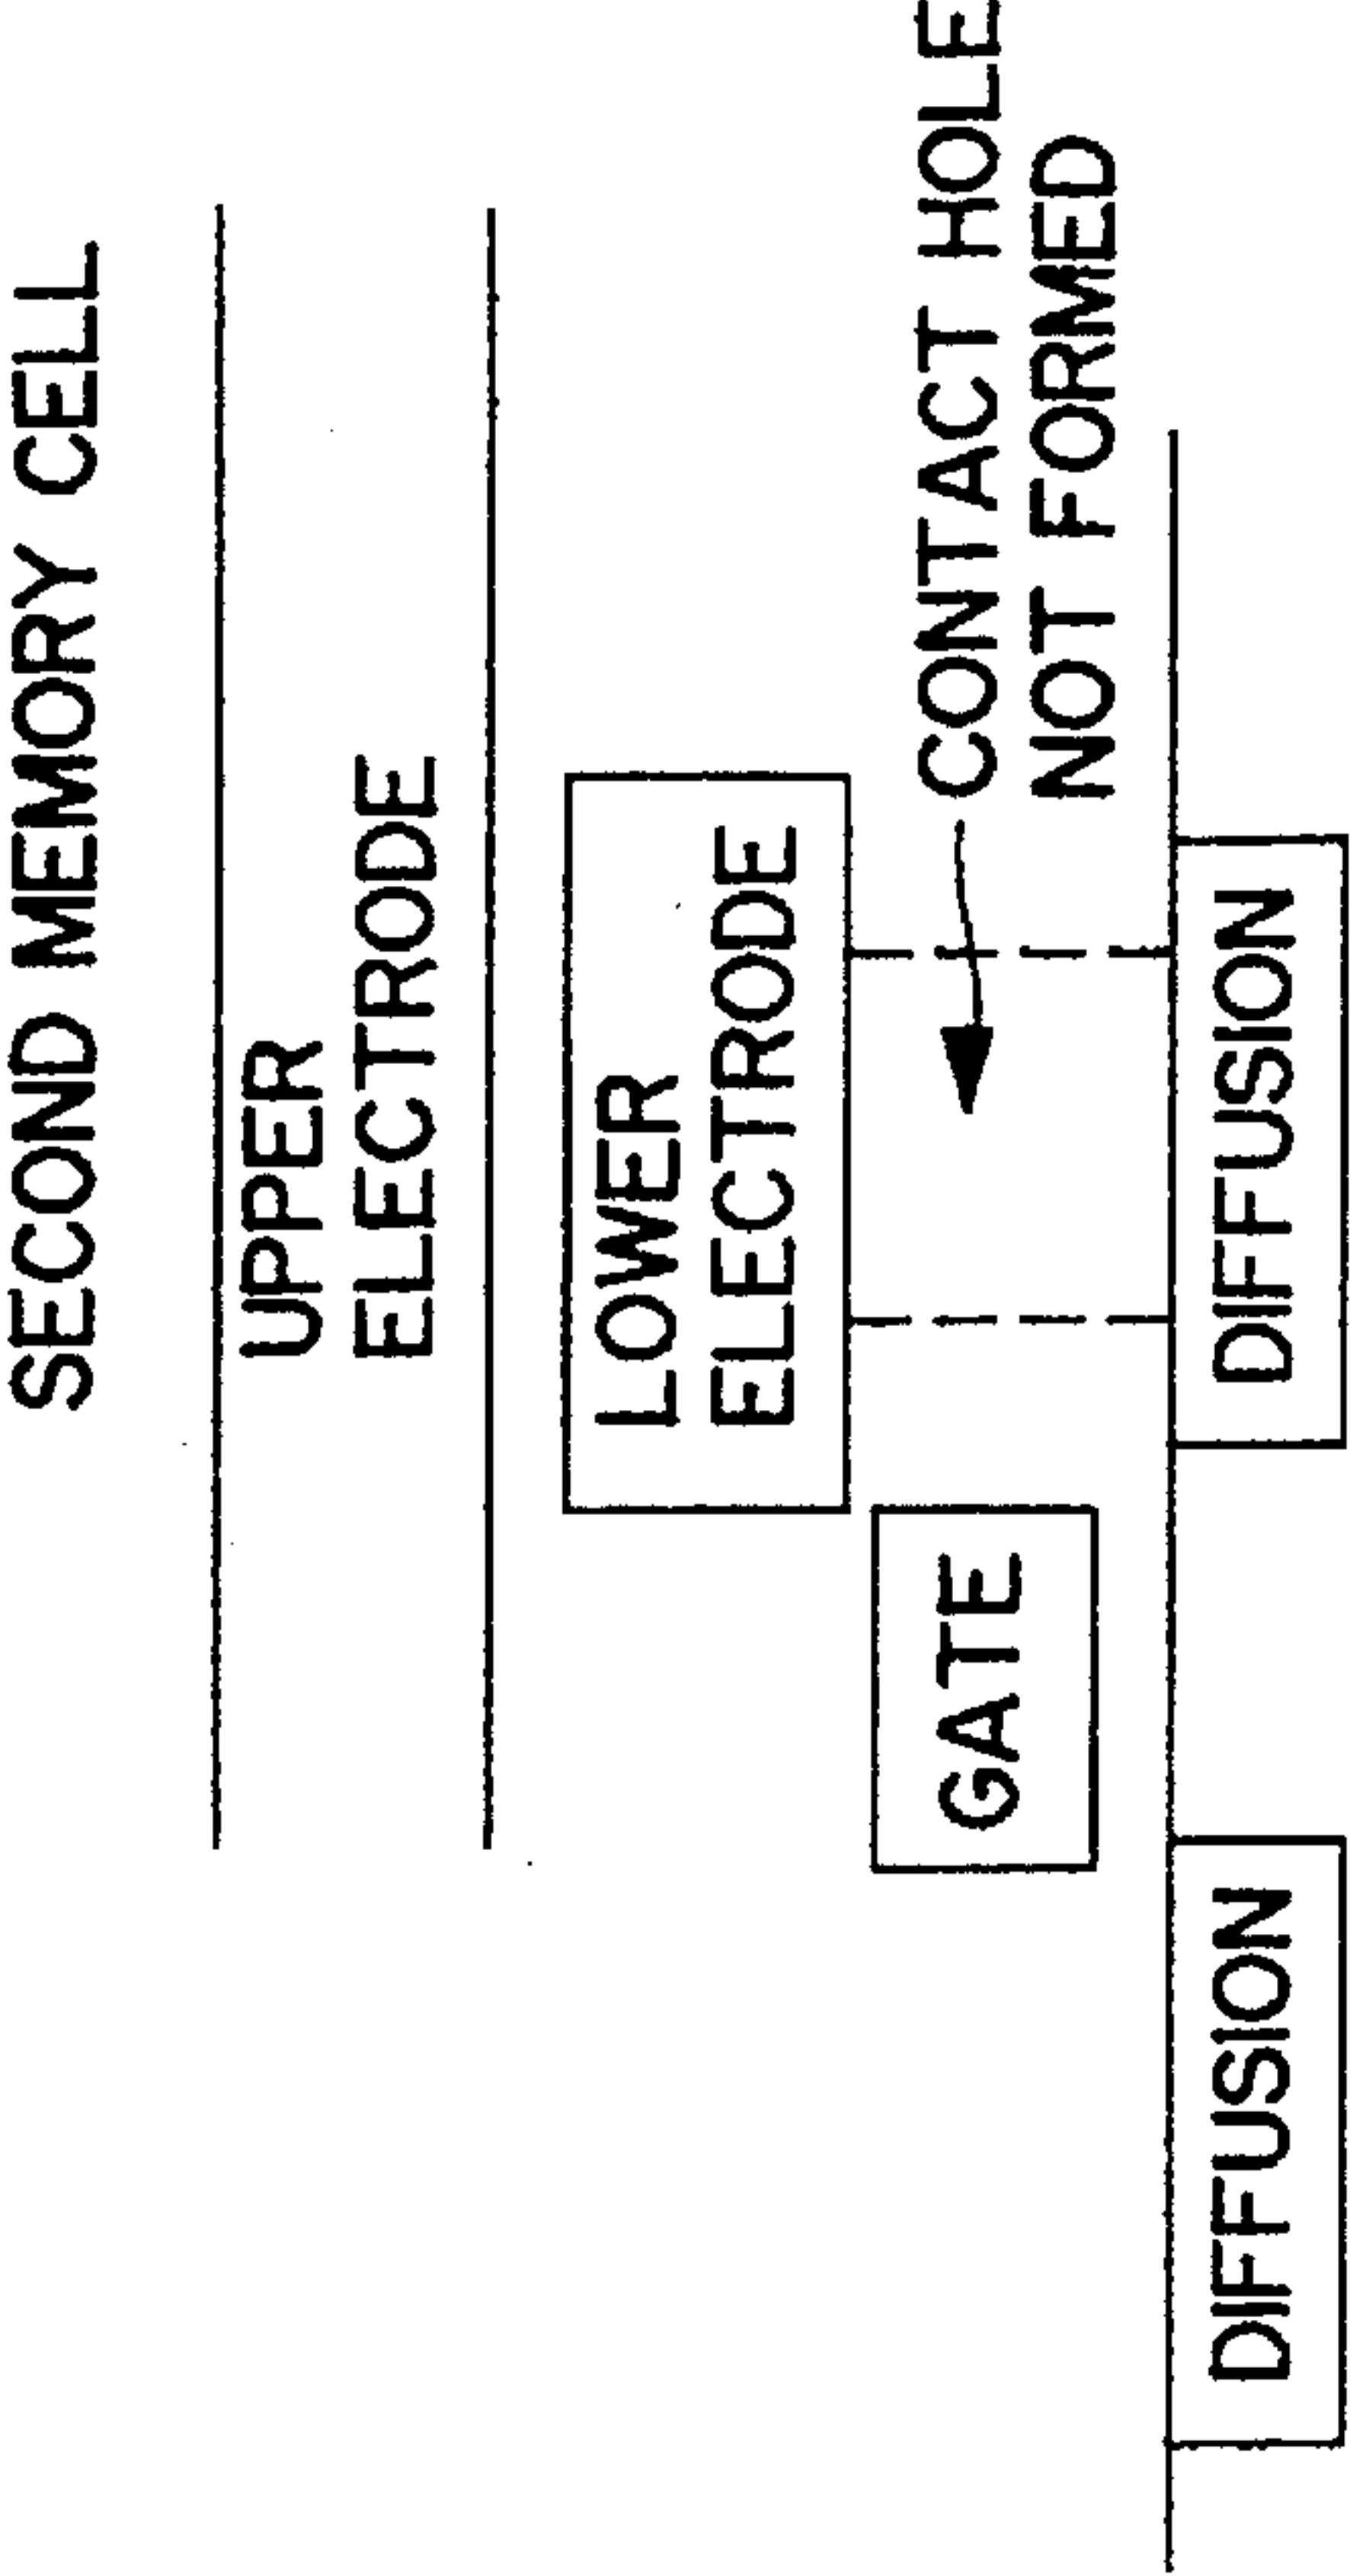 SECOND MEMORY CELL
UPPER
ELECTRODE
LOWER
ELECTRODE
GATE
CONTACT HOLE
NOT FORMED
DIFFUSION
DIFFUSION